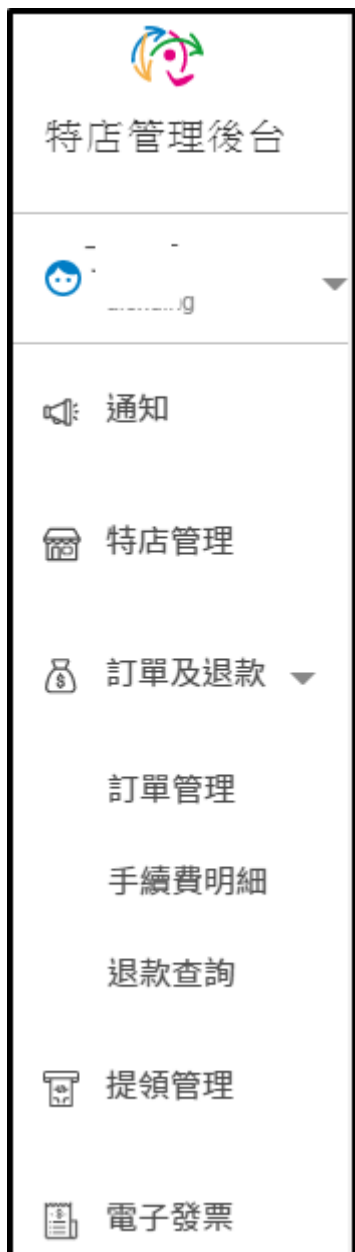 特店管理後台
通知
特店管理
訂單及退款
訂單管理
手續費明細
退款查詢
提領管理
電子發票